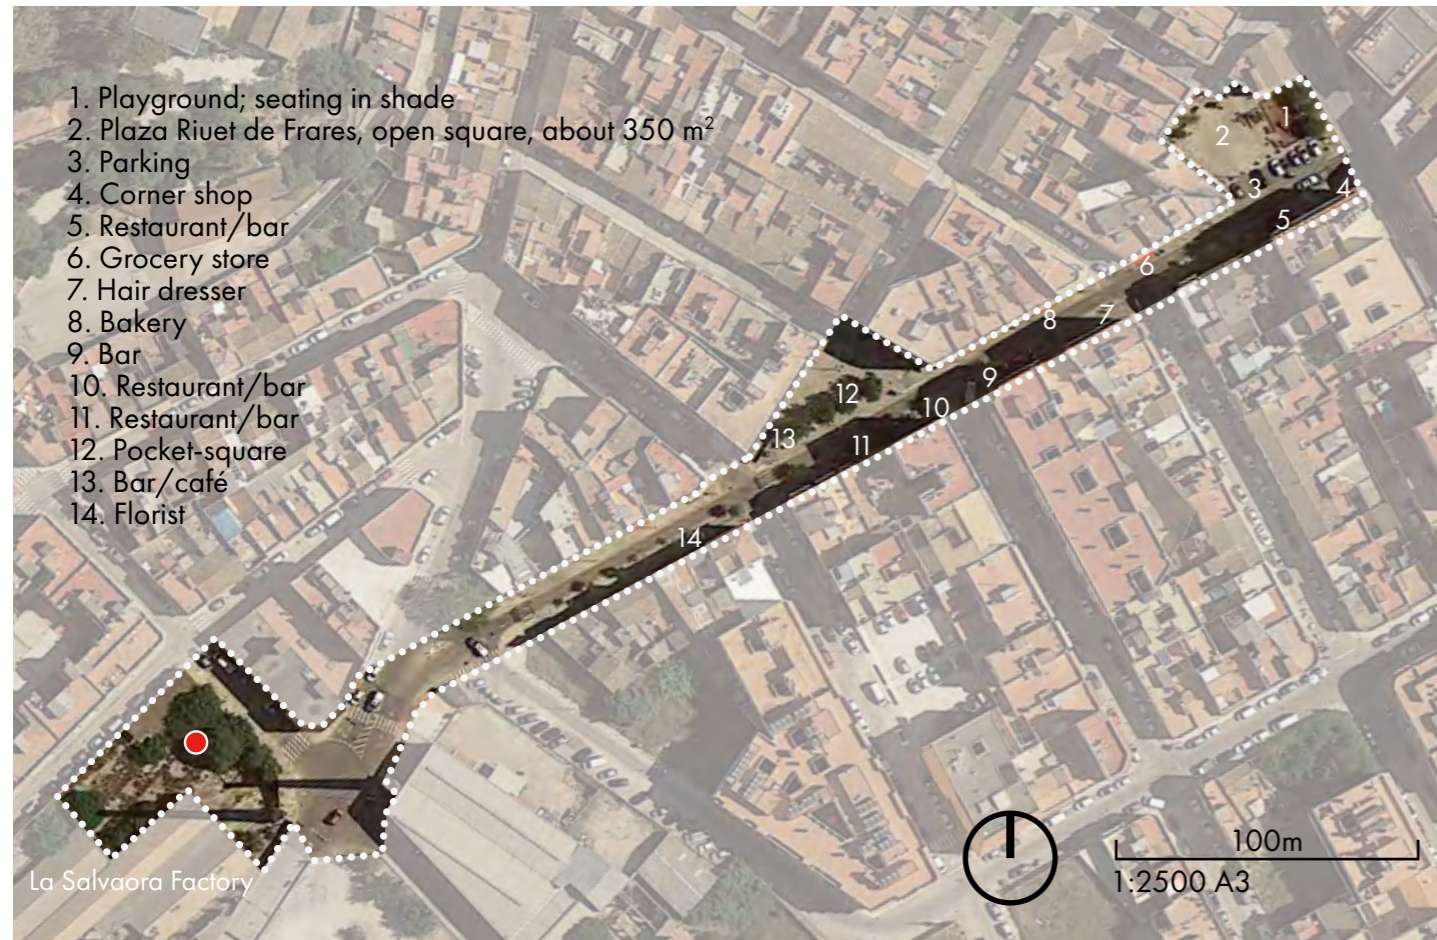 1. Playground; seating in shade
2. Plaza Riuet de Frares, open square, about 350 m²
3. Parking
4. Corner shop
5. Restaurant/bar
6. Grocery store
7. Hair dresser
8. Bakery
9. Bar
10. Restaurant/bar
11. Restaurant/bar
12. Pocket-square
13. Bar/café
14. Florist
1
2
3
4
5
6
7
8
9
10
11
12
13
14
La Salvaora Factory
100m
1:2500 A3